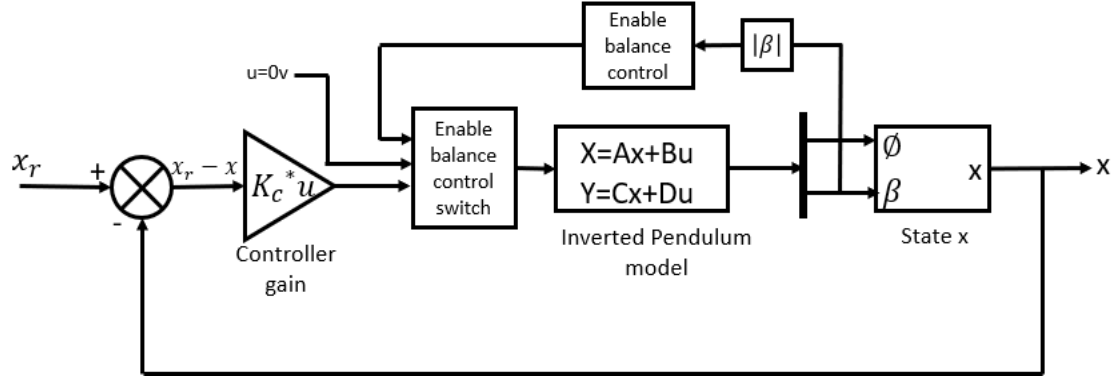 Enable
balance
control
|β|
u=0v
x_r
+
-
x_r − x
K_c * u
Controller
gain
Enable
balance
control
switch
X=Ax+Bu
Y=Cx+Du
Inverted Pendulum
model
∅
β
x
State x
x